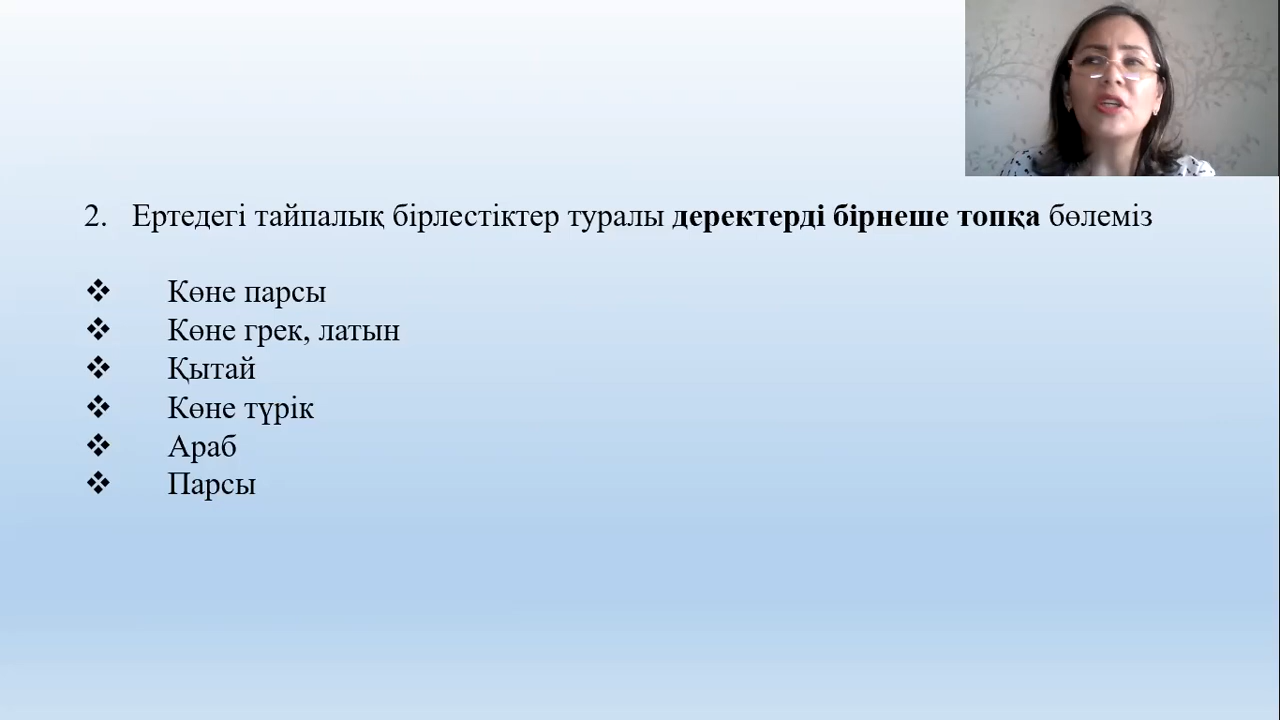 2. Ертедегі тайпалық бірлестіктер туралы деректерді бірнеше топқа бөлеміз
❖ Көне парсы
❖ Көне грек, латын
❖ Қытай
❖ Көне түрік
❖ Араб
❖ Парсы